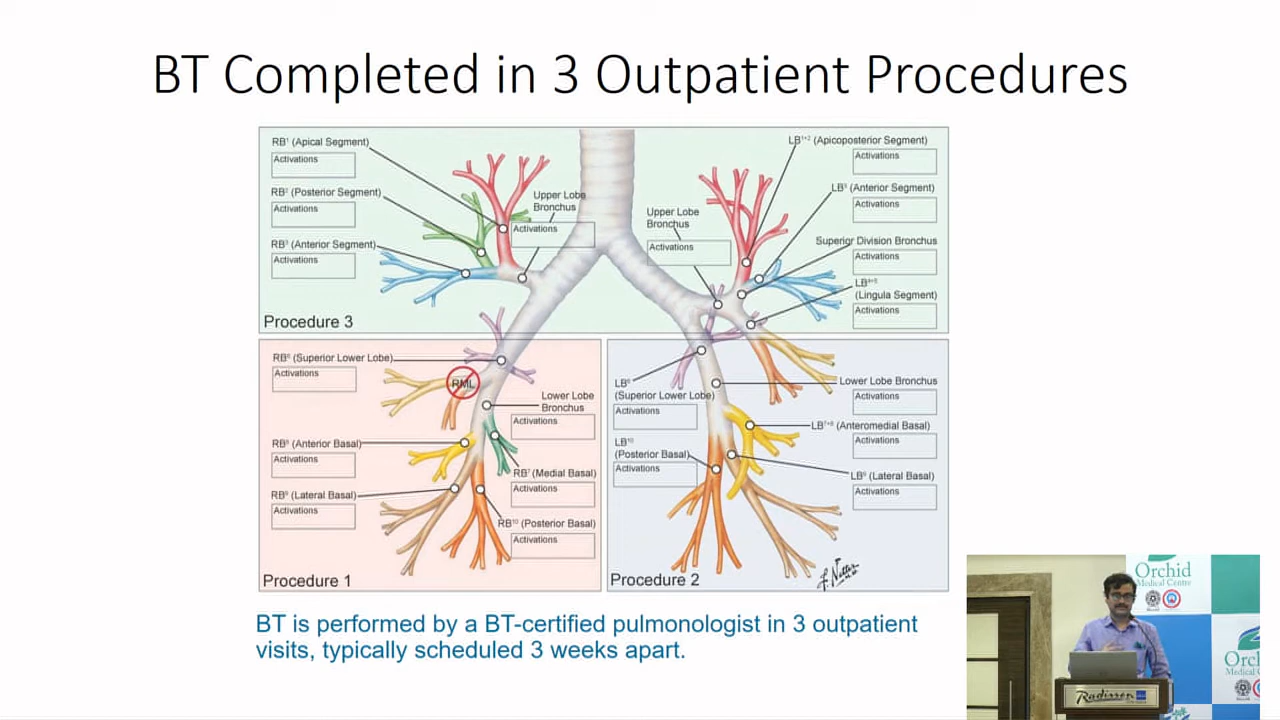 BT Completed in 3 Outpatient Procedures
RB¹ (Apical Segment)
Activations
RB² (Posterior Segment)
Activations
RB³ (Anterior Segment)
Activations
Upper Lobe
Bronchus
Activations
Procedure 3
Upper Lobe
Bronchus
Activations
LB¹⁺² (Apicoposterior Segment)
Activations
LB³ (Anterior Segment)
Activations
Superior Division Bronchus
Activations
LB⁴⁺⁵
(Lingula Segment)
Activations
RB⁶ (Superior Lower Lobe)
Activations
RML
Lower Lobe
Bronchus
Activations
RB⁸ (Anterior Basal)
Activations
RB⁷ (Medial Basal)
Activations
RB⁹ (Lateral Basal)
Activations
RB¹⁰ (Posterior Basal)
Activations
Procedure 1
LB⁶
(Superior Lower Lobe)
Activations
LB¹⁰
(Posterior Basal)
Activations
Lower Lobe Bronchus
Activations
LB⁷⁺⁸ (Anteromedial Basal)
Activations
LB⁹ (Lateral Basal)
Activations
Procedure 2
F. Netter
BT is performed by a BT-certified pulmonologist in 3 outpatient
visits, typically scheduled 3 weeks apart.
Orchid
Medical Centre
Radisson